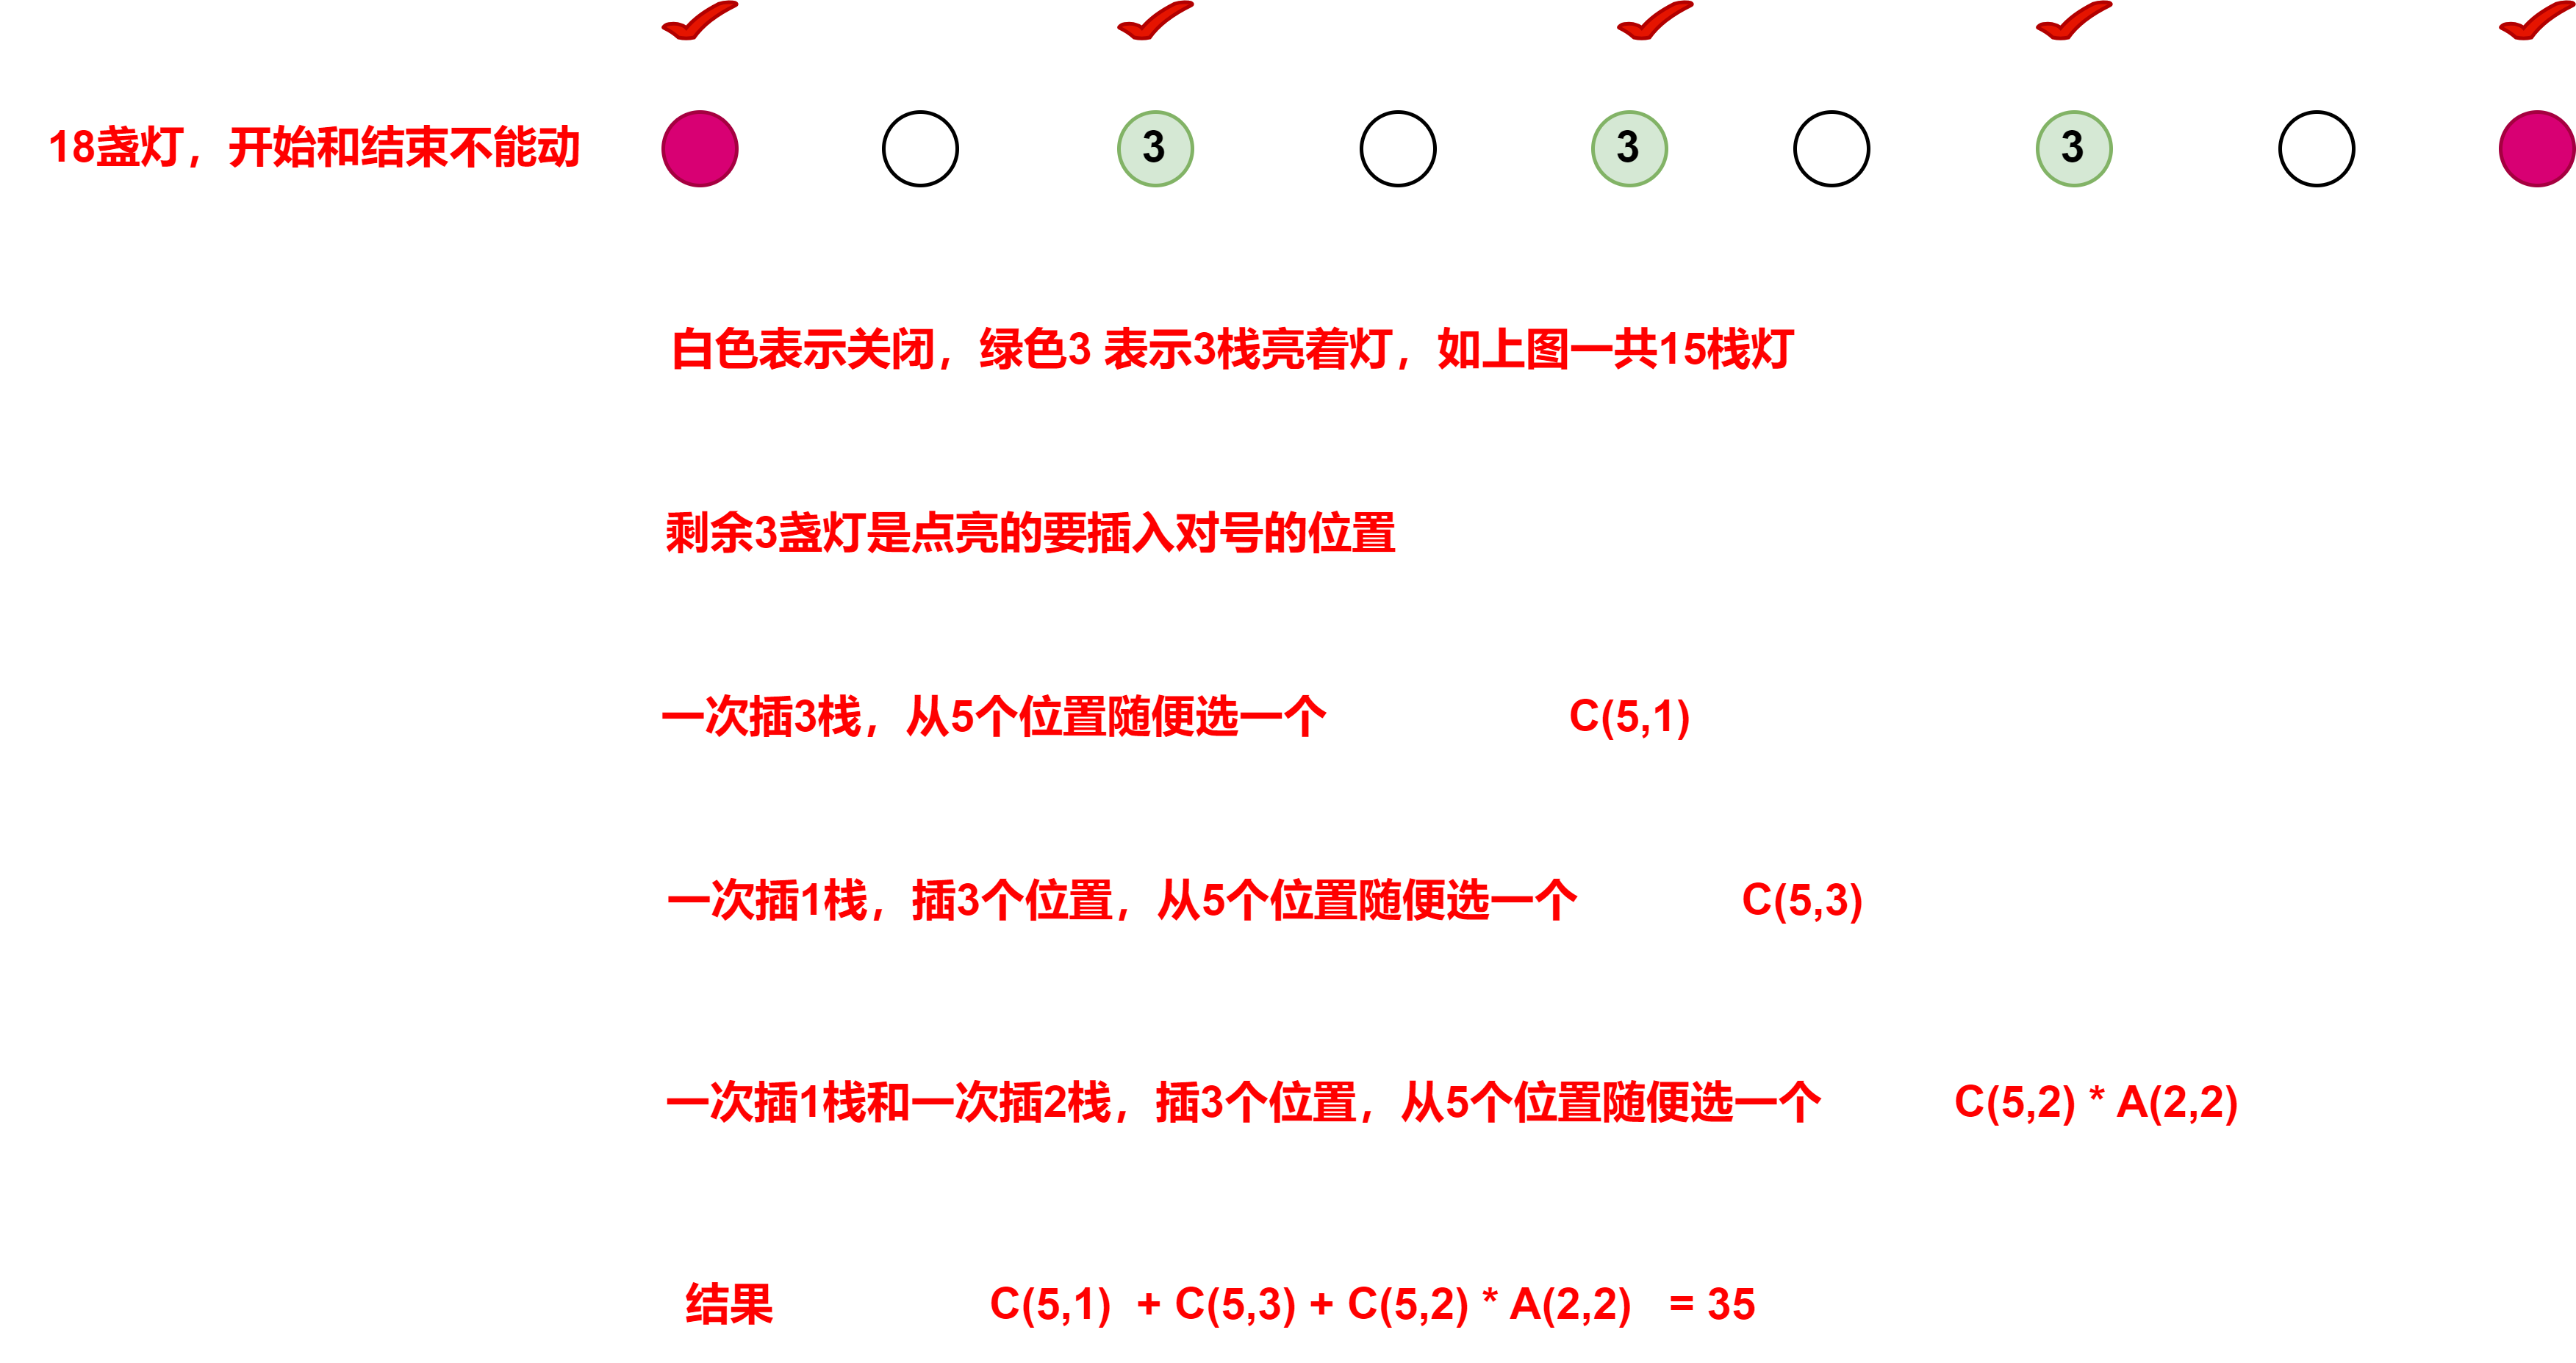 18盏灯，开始和结束不能动
3 3 3
白色表示关闭，绿色3 表示3栈亮着灯，如上图一共15栈灯
剩余3盏灯是点亮的要插入对号的位置
一次插3栈，从5个位置随便选一个 C(5,1)
一次插1栈，插3个位置，从5个位置随便选一个 C(5,3)
一次插1栈和一次插2栈，插3个位置，从5个位置随便选一个 C(5,2) * A(2,2)
结果 C(5,1) + C(5,3) + C(5,2) * A(2,2) = 35